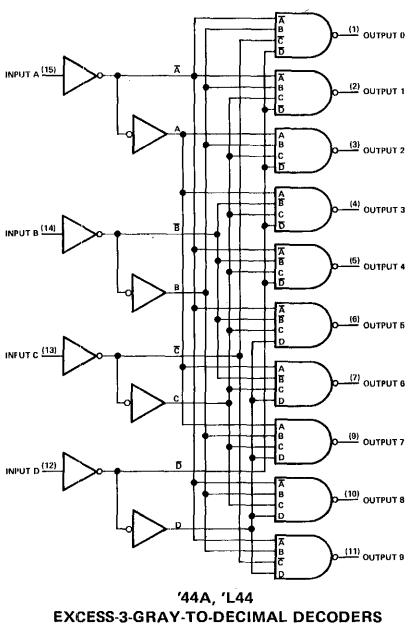 A̅
B
C̅
D̅
(1) OUTPUT 0
INPUT A (15)
A̅
A̅
B
C
D̅
(2) OUTPUT 1
A
A
B
C
D̅
(3) OUTPUT 2
A
B̅
C
D̅
(4) OUTPUT 3
INPUT B (14)
B̅
A̅
B̅
C
D̅
(5) OUTPUT 4
B
A̅
B̅
C
D
(6) OUTPUT 5
INPUT C (13)
C̅
A
B̅
C
D
(7) OUTPUT 6
C
A
B
C
D
(9) OUTPUT 7
INPUT D (12)
D̅
A̅
B
C
D
(10) OUTPUT 8
D
A̅
B
C̅
D
(11) OUTPUT 9
'44A, 'L44
EXCESS-3-GRAY-TO-DECIMAL DECODERS